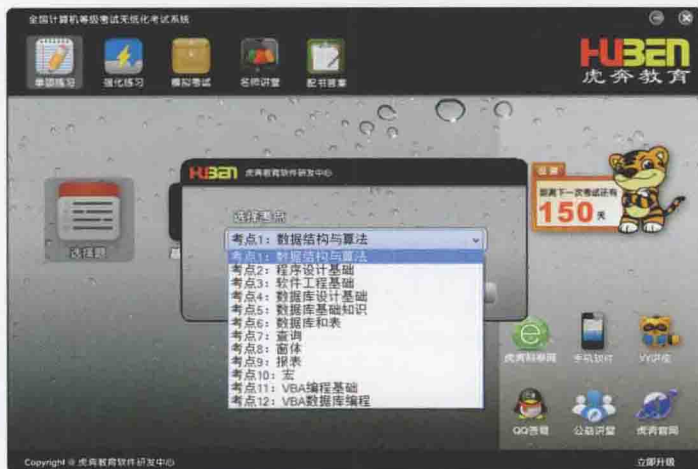 全国计算机等级考试无纸化考试系统
单项练习 强化练习 模拟考试 名师讲堂 配书答案
HUBEN
虎奔教育
HUBEN 虎奔教育软件研发中心
距离下一次考试还有
150 天
选择考点
考点1：数据结构与算法
选择题
考点1：数据结构与算法
考点2：程序设计基础
考点3：软件工程基础
考点4：数据库设计基础
考点5：数据库基础知识
考点6：数据库和表
考点7：查询
考点8：窗体
考点9：报表
考点10：宏
考点11：VBA编程基础
考点12：VBA数据库编程
虎奔科举网 手机软件 YY讲座
QQ答疑 公益讲堂 虎奔官网
Copyright © 虎奔教育软件研发中心
立即升级